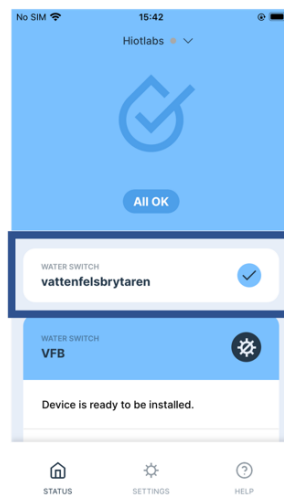 No SIM 15:42
Hiotlabs
All OK
WATER SWITCH
vattenfelsbrytaren
WATER SWITCH
VFB
Device is ready to be installed.
STATUS SETTINGS HELP